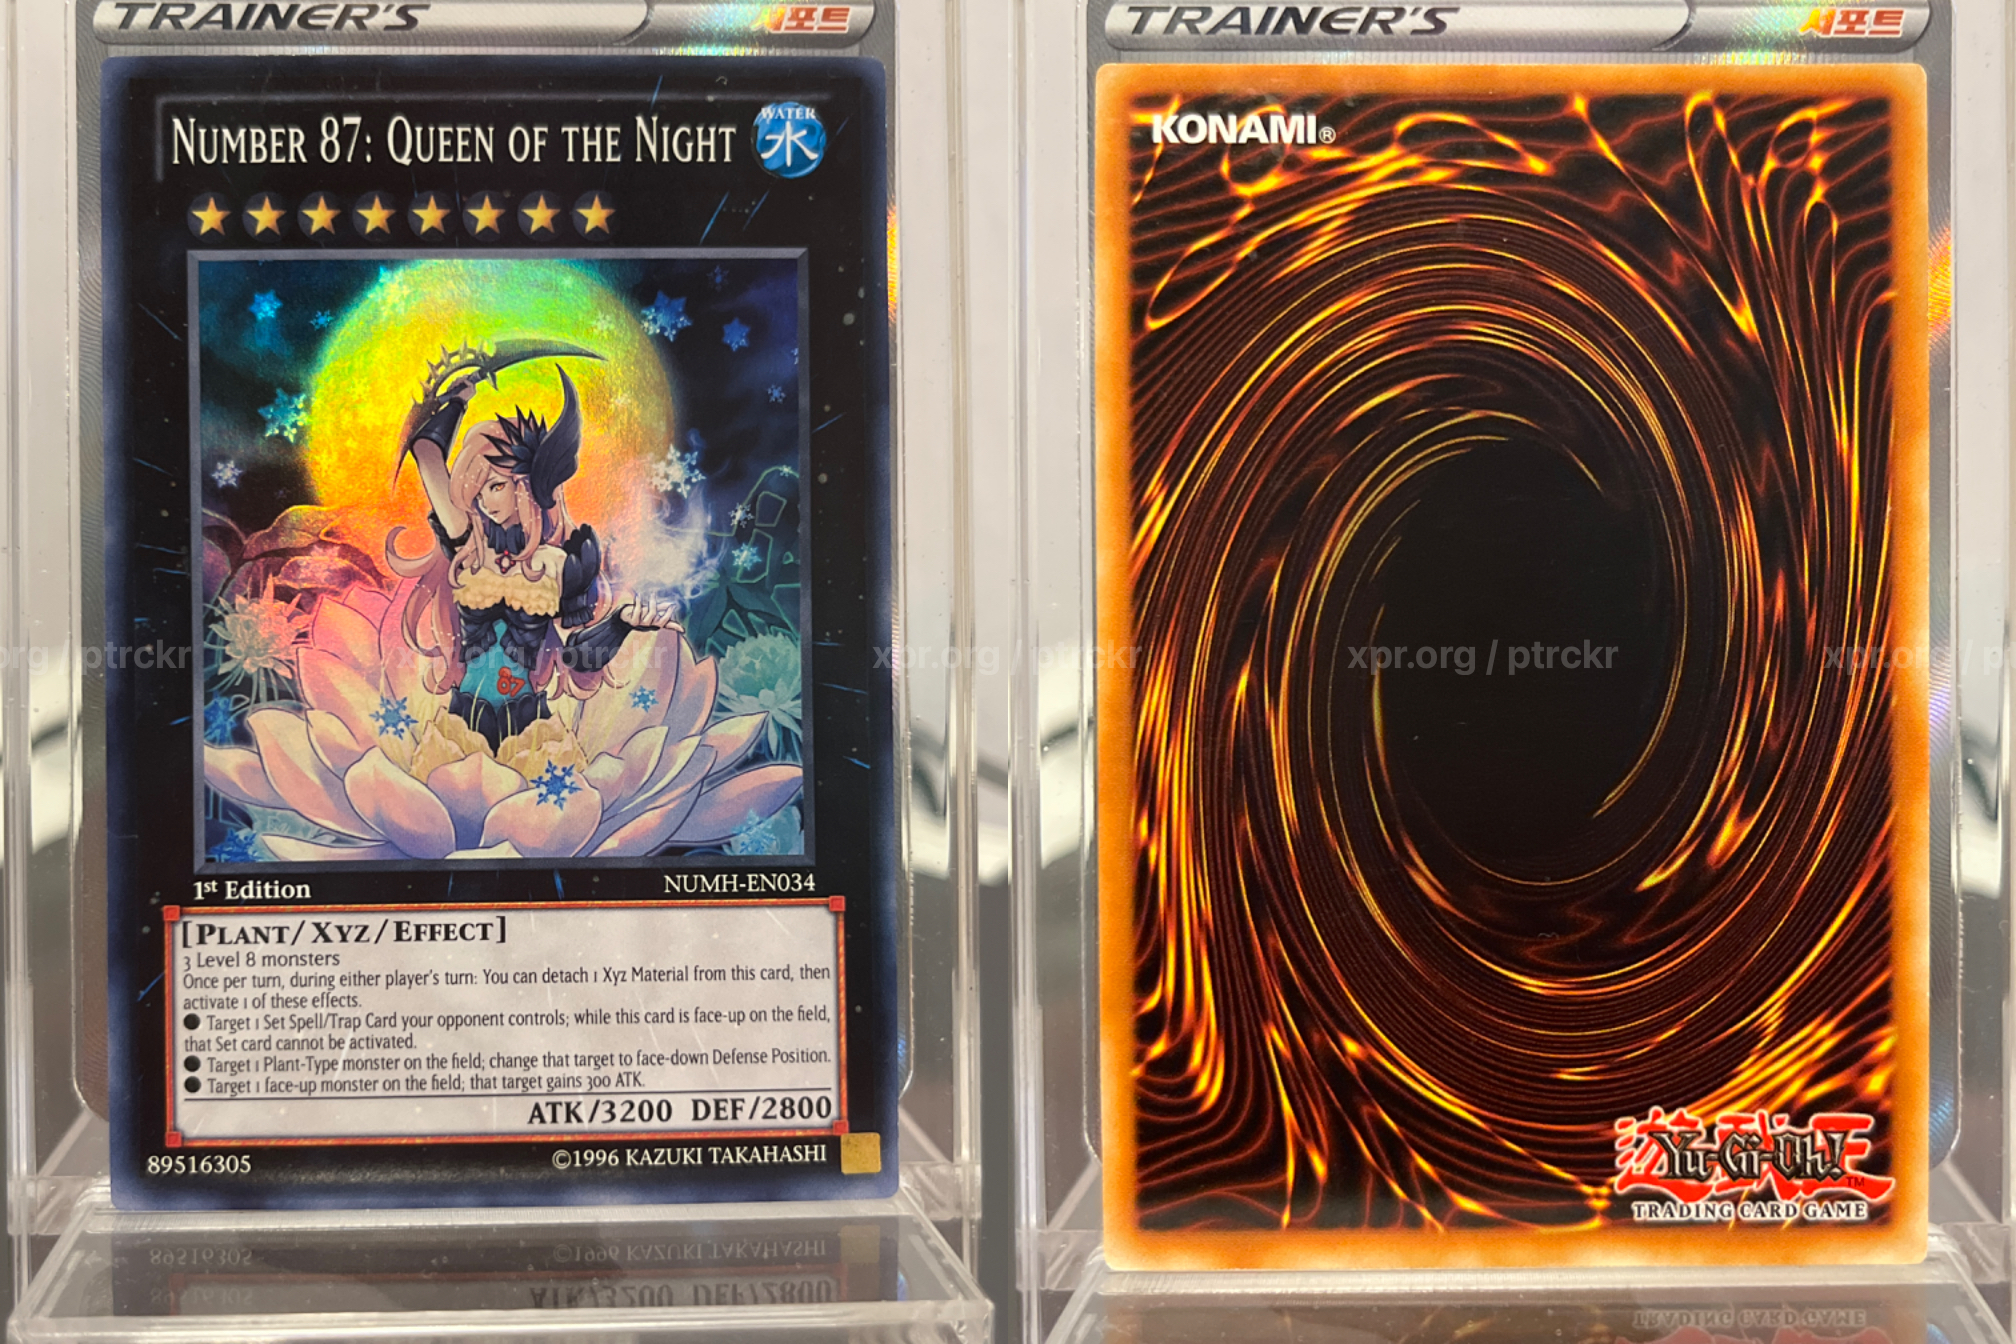 TRAINER'S 서포트
NUMBER 87: QUEEN OF THE NIGHT
WATER
水
87
1st Edition
NUMH-EN034
[PLANT/XYZ/EFFECT]
3 Level 8 monsters
Once per turn, during either player's turn: You can detach 1 Xyz Material from this card, then
activate 1 of these effects.
● Target 1 Set Spell/Trap Card your opponent controls; while this card is face-up on the field,
that Set card cannot be activated.
● Target 1 Plant-Type monster on the field; change that target to face-down Defense Position.
● Target 1 face-up monster on the field; that target gains 300 ATK.
ATK/3200 DEF/2800
89516305
©1996 KAZUKI TAKAHASHI
TRAINER'S 서포트
KONAMI®
遊戯王
Yu-Gi-Oh!
TM
TRADING CARD GAME
xpr.org / ptrckr